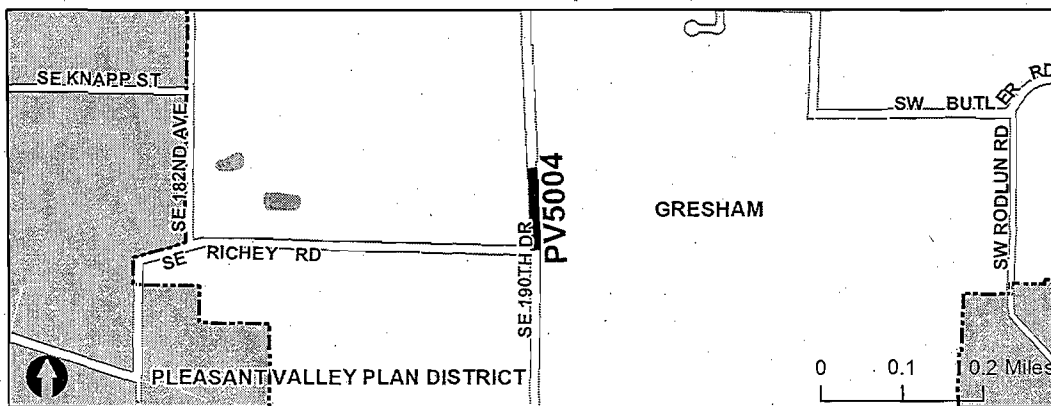 SE KNAPP ST
SE 182ND AVE
SE RICHEY RD
SE 190TH DR
PV5004
GRESHAM
SW BUTLER RD
SW RODLUN RD
PLEASANT VALLEY PLAN DISTRICT
0 0.1 0.2 Miles